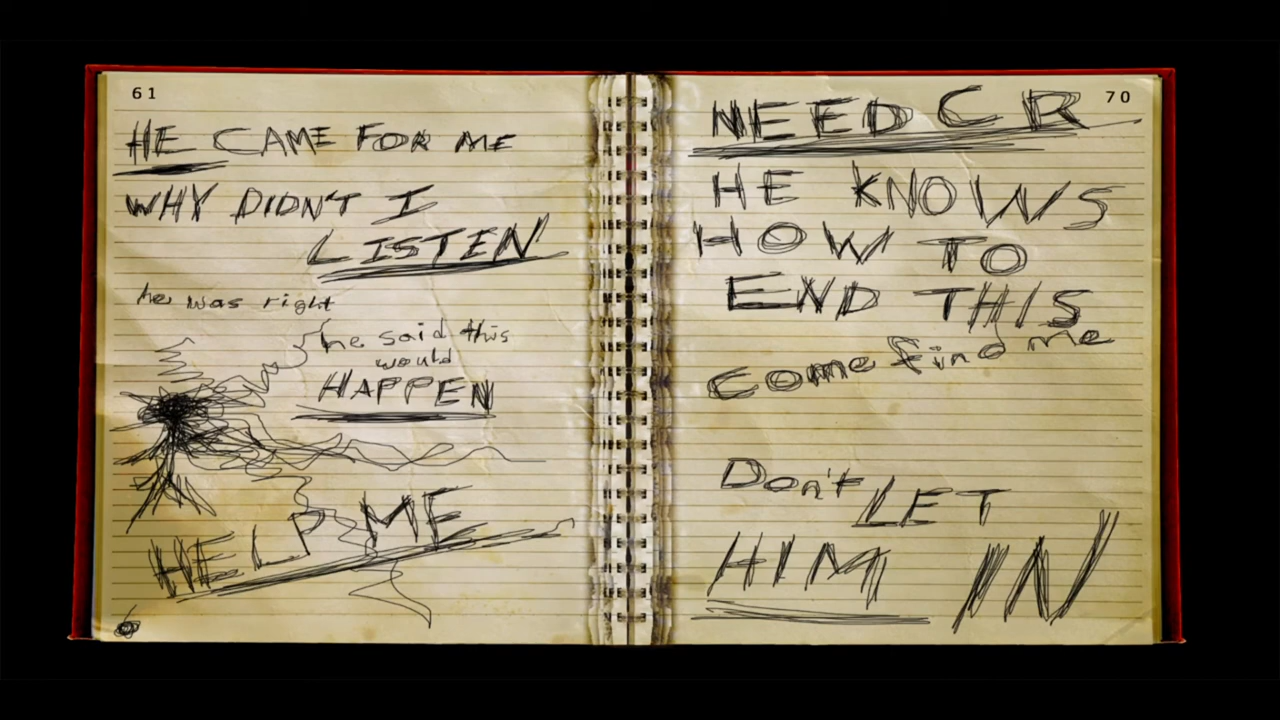 61
HE CAME FOR ME
WHY DIDN'T I
LISTEN
he was right
he said this
would
HAPPEN
HELP ME
70
NEED CR
HE KNOWS
HOW TO
END THIS
come find me
Don't LET
HIM IN